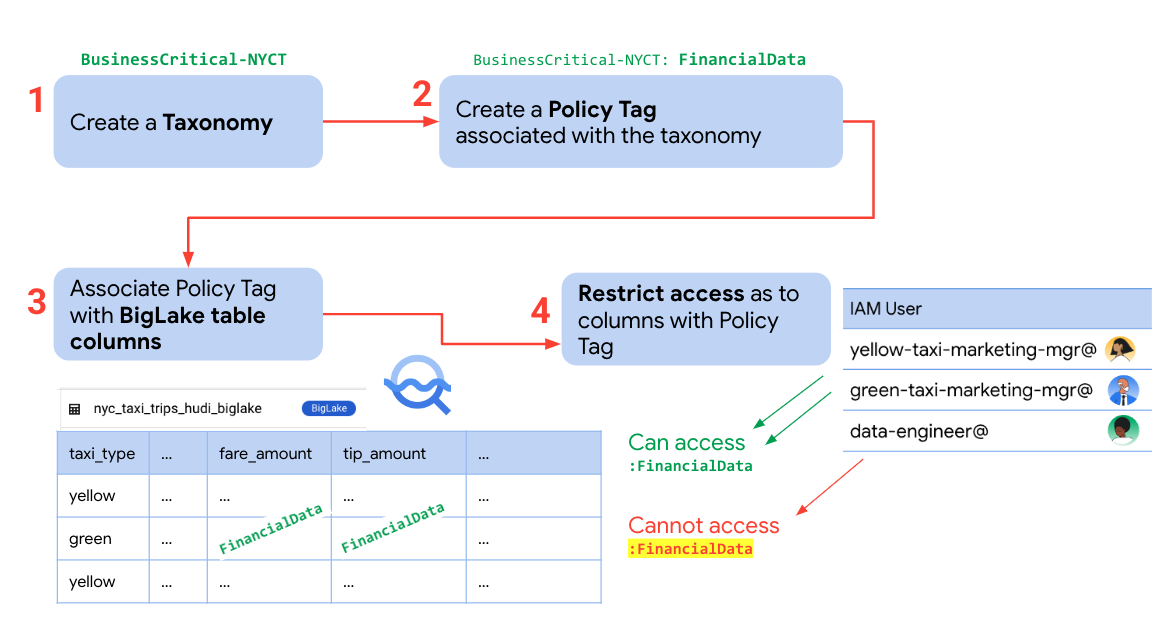 BusinessCritical-NYCT
BusinessCritical-NYCT: FinancialData
1
Create a Taxonomy
2
Create a Policy Tag
associated with the taxonomy
3
Associate Policy Tag
with BigLake table
columns
4
Restrict access as to
columns with Policy
Tag
IAM User
yellow-taxi-marketing-mgr@
green-taxi-marketing-mgr@
data-engineer@
nyc_taxi_trips_hudi_biglake BigLake
taxi_type ... fare_amount tip_amount ...
yellow ... ... ... ...
green ... FinancialData FinancialData ...
yellow ... ... ... ...
Can access
:FinancialData
Cannot access
:FinancialData